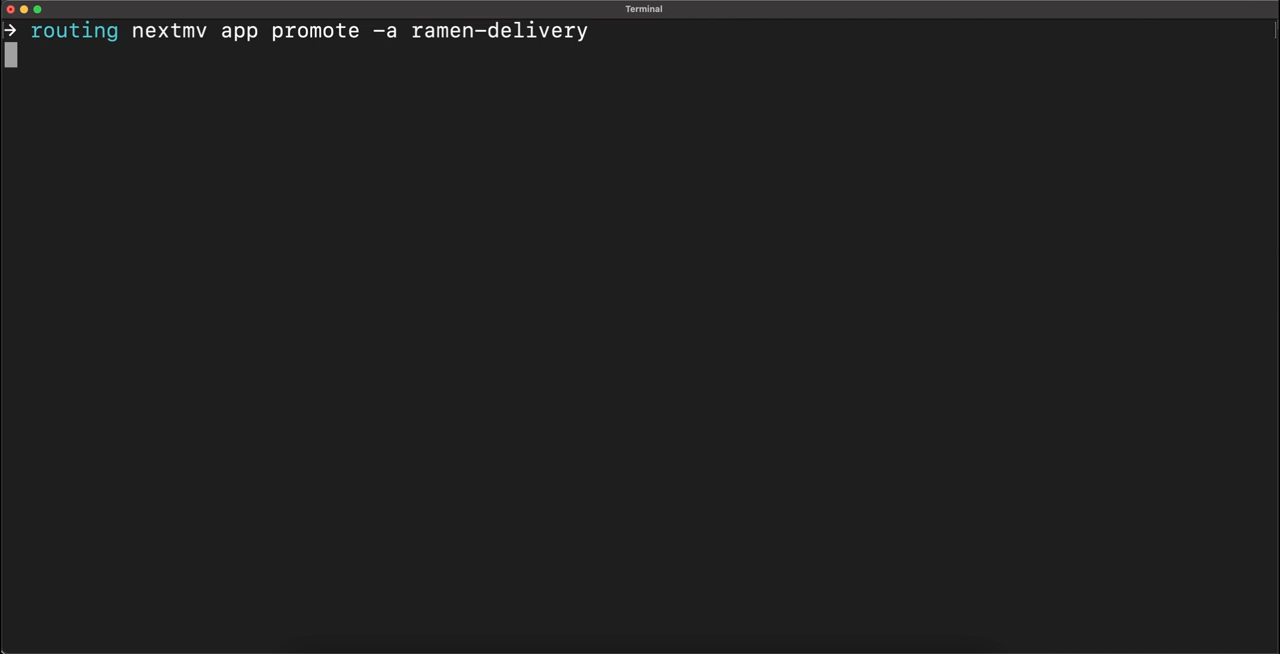 Terminal
→ routing nextmv app promote -a ramen-delivery